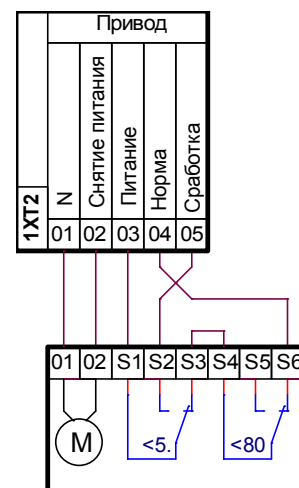 Привод
1XT2
N
Снятие питания
Питание
Норма
Сработка
01 02 03 04 05
01 02 S1 S2 S3 S4 S5 S6
M <5. <80